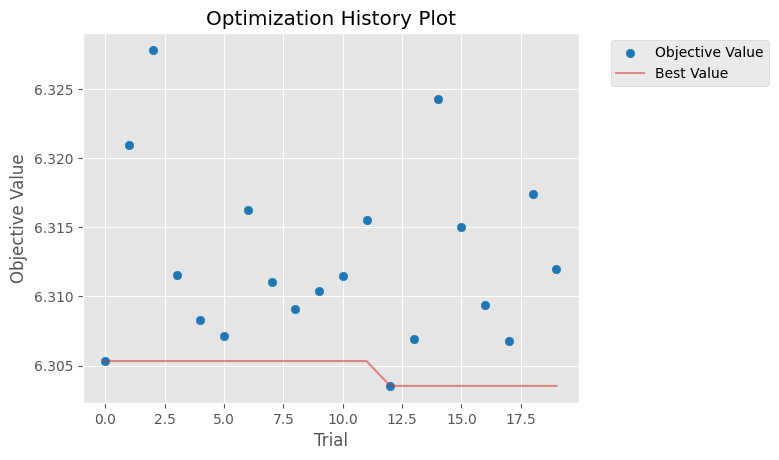 Optimization History Plot
Objective Value
Best Value
Objective Value
6.325
6.320
6.315
6.310
6.305
0.0 2.5 5.0 7.5 10.0 12.5 15.0 17.5
Trial